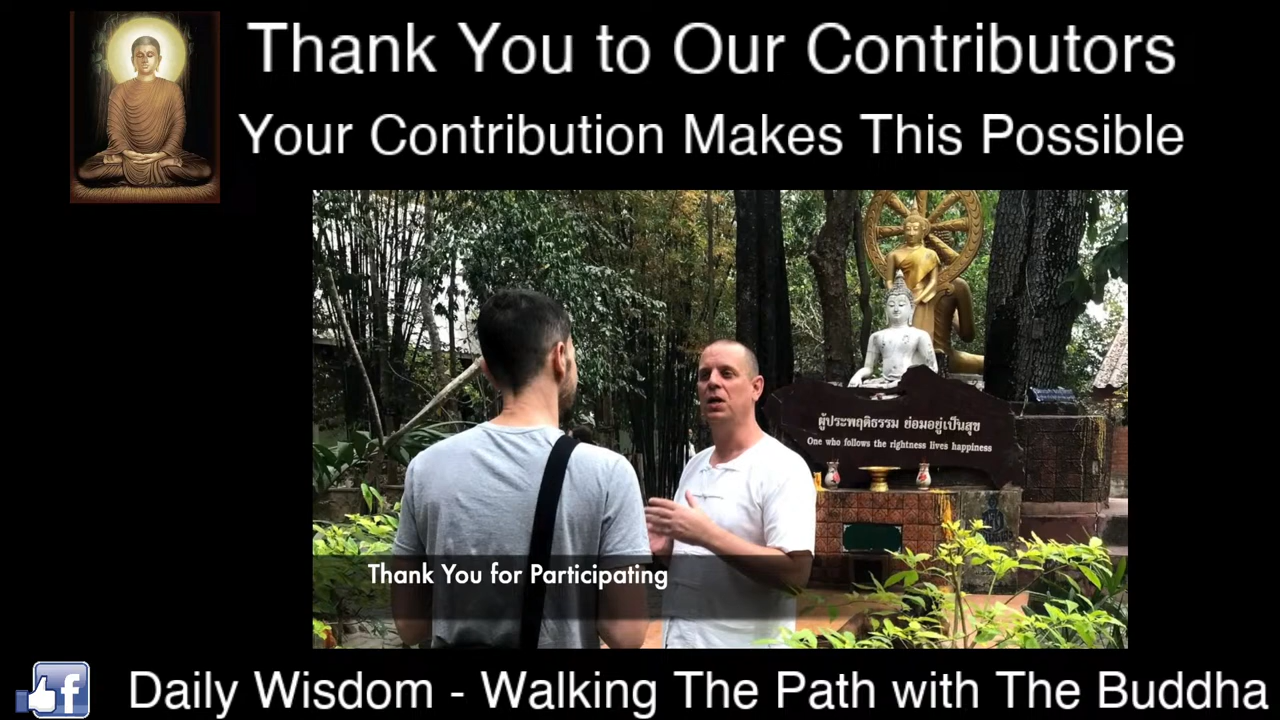 Thank You to Our Contributors
Your Contribution Makes This Possible
ผู้ประพฤติธรรม ย่อมอยู่เป็นสุข
One who follows the rightness lives happiness
Thank You for Participating
f
Daily Wisdom - Walking The Path with The Buddha